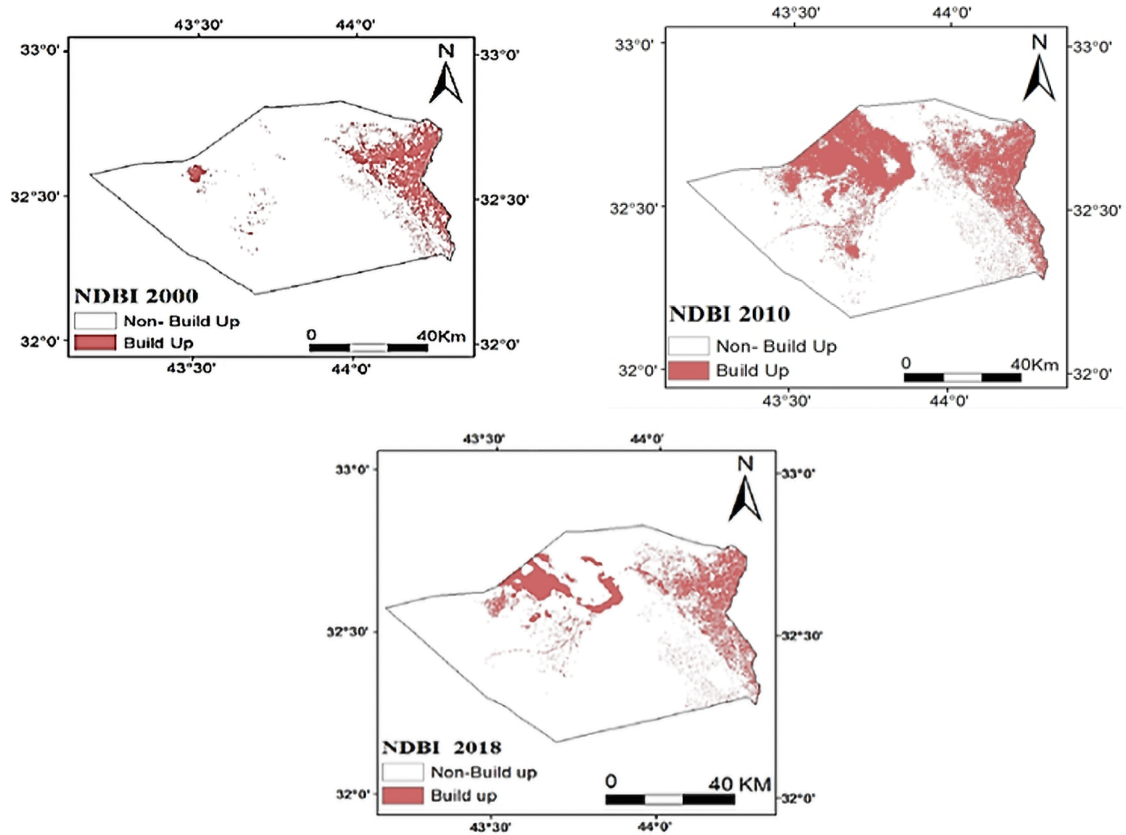 43°30' 44°0'
33°0' N 33°0'
32°30' 32°30'
NDBI 2000
Non- Build Up
Build Up
0 40Km
32°0' 32°0'
43°30' 44°0'
43°30' 44°0'
33°0' N 33°0'
32°30' 32°30'
NDBI 2010
Non- Build Up
Build Up
0 40Km
32°0' 32°0'
43°30' 44°0'
43°30' 44°0'
33°0' N 33°0'
32°30' 32°30'
NDBI 2018
Non-Build up
Build up
0 40 KM
32°0' 32°0'
43°30' 44°0'